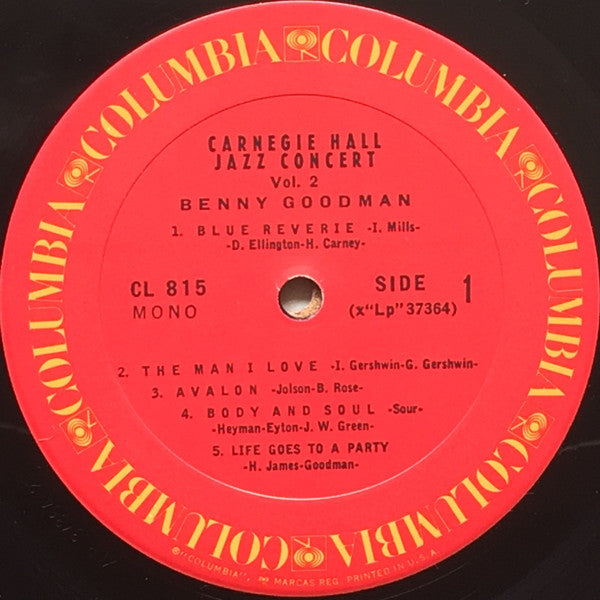 COLUMBIA COLUMBIA COLUMBIA COLUMBIA COLUMBIA COLUMBIA
CARNEGIE HALL
JAZZ CONCERT
Vol. 2
BENNY GOODMAN
1. BLUE REVERIE -I. Mills-
-D. Ellington-H. Carney-
CL 815
MONO
SIDE 1
(x"Lp"37364)
2. THE MAN I LOVE -I. Gershwin-G. Gershwin-
3. AVALON -Jolson-B. Rose-
4. BODY AND SOUL -Sour-
-Heyman-Eyton-J. W. Green-
5. LIFE GOES TO A PARTY
-H. James-Goodman-
®"COLUMBIA", MARCAS REG. PRINTED IN U.S.A.